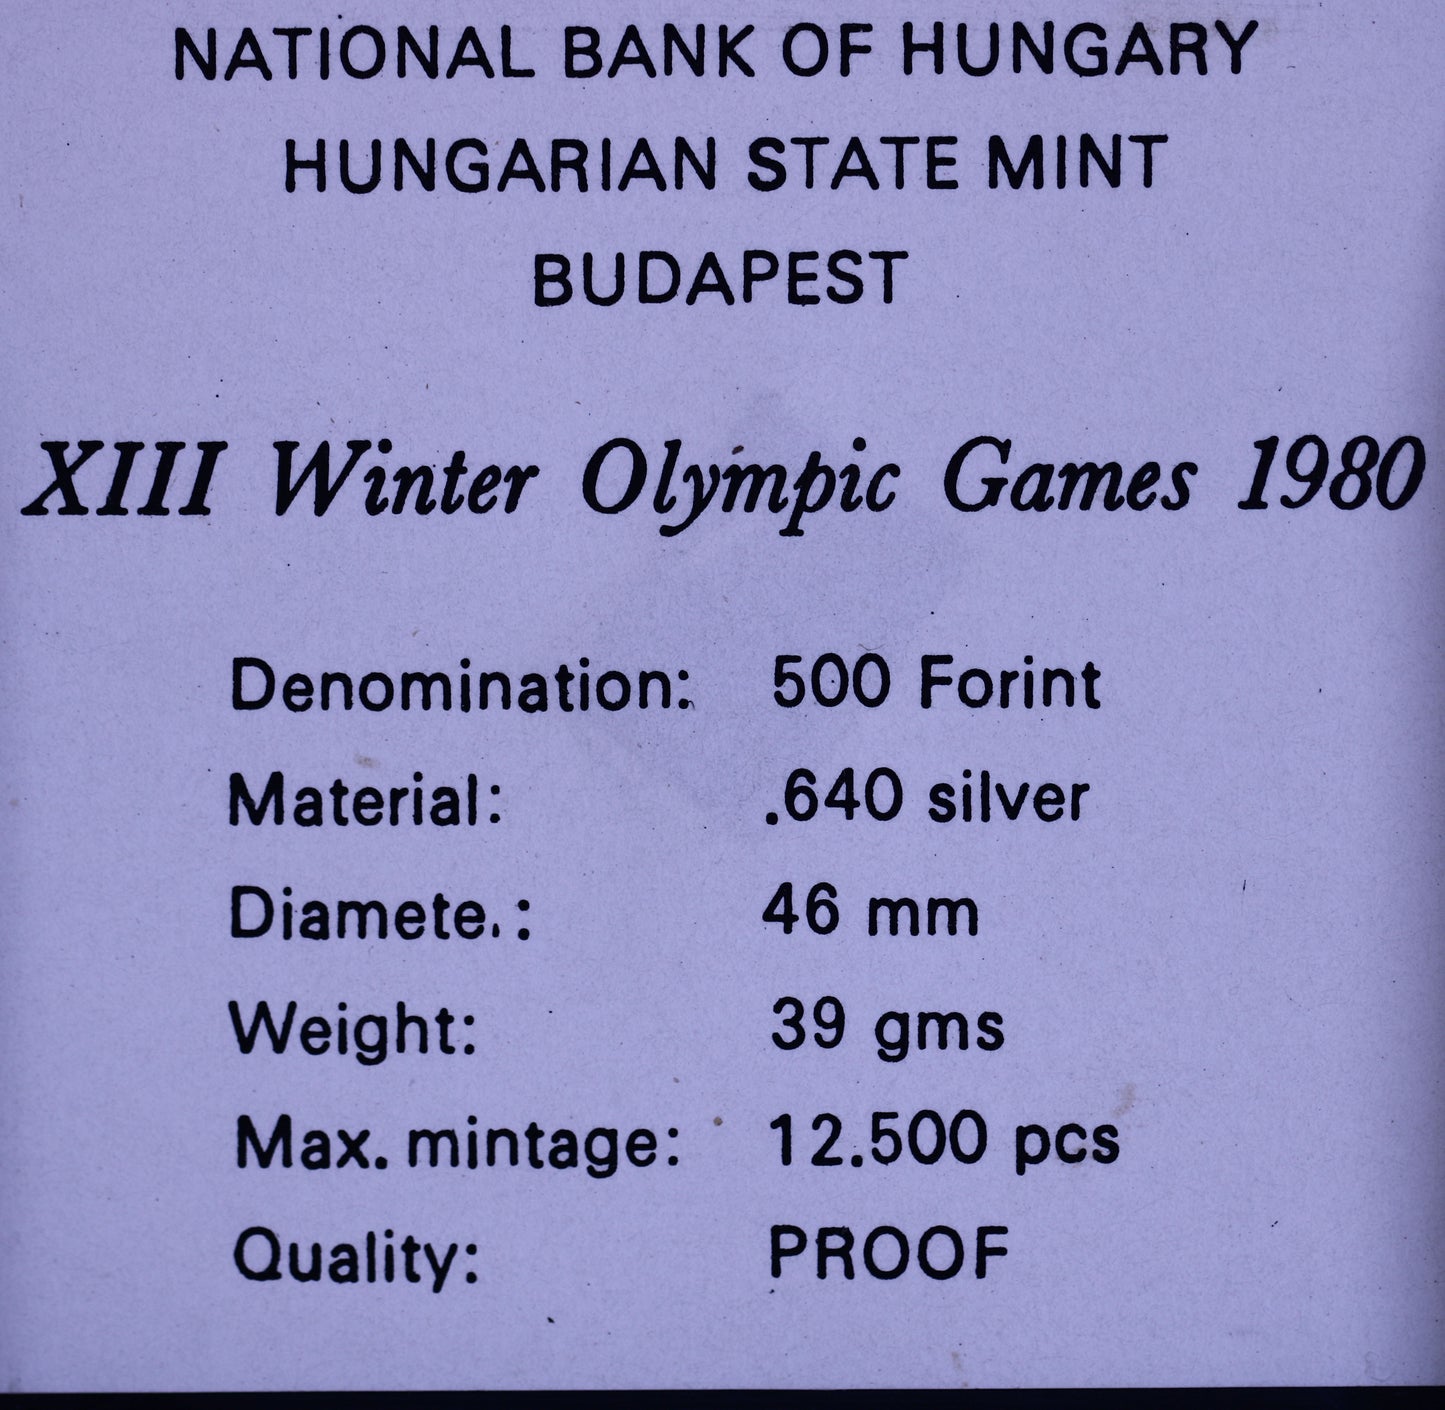 NATIONAL BANK OF HUNGARY
HUNGARIAN STATE MINT
BUDAPEST
XIII Winter Olympic Games 1980
Denomination: 500 Forint
Material: .640 silver
Diamete.: 46 mm
Weight: 39 gms
Max. mintage: 12.500 pcs
Quality: PROOF